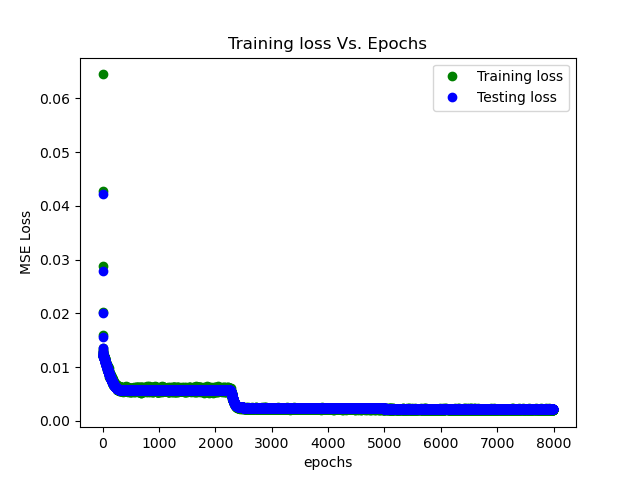 Training loss Vs. Epochs
Training loss
Testing loss
MSE Loss
0.06
0.05
0.04
0.03
0.02
0.01
0.00
0 1000 2000 3000 4000 5000 6000 7000 8000
epochs